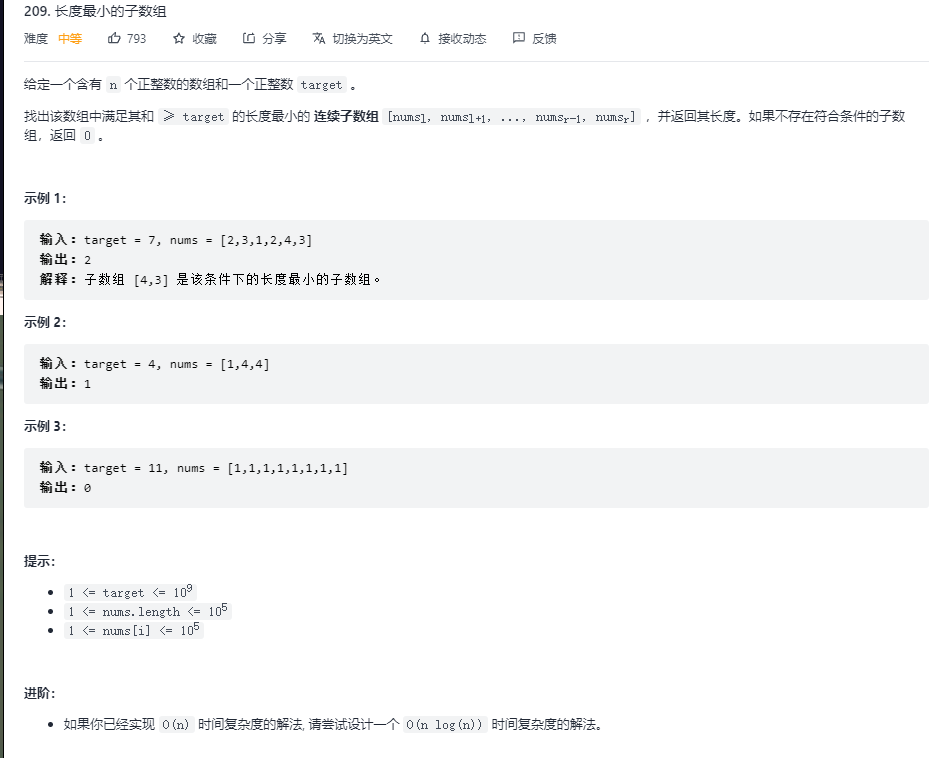 209. 长度最小的子数组
难度 中等 793 收藏 分享 切换为英文 接收动态 反馈
给定一个含有 n 个正整数的数组和一个正整数 target 。
找出该数组中满足其和 ≥ target 的长度最小的 连续子数组 [numsl, numsl+1, ..., numsr-1, numsr] ，并返回其长度。如果不存在符合条件的子数
组，返回 0 。
示例 1：
输入：target = 7, nums = [2,3,1,2,4,3]
输出：2
解释：子数组 [4,3] 是该条件下的长度最小的子数组。
示例 2：
输入：target = 4, nums = [1,4,4]
输出：1
示例 3：
输入：target = 11, nums = [1,1,1,1,1,1,1,1]
输出：0
提示：
1 <= target <= 10⁹
1 <= nums.length <= 10⁵
1 <= nums[i] <= 10⁵
进阶：
如果你已经实现 O(n) 时间复杂度的解法, 请尝试设计一个 O(n log(n)) 时间复杂度的解法。